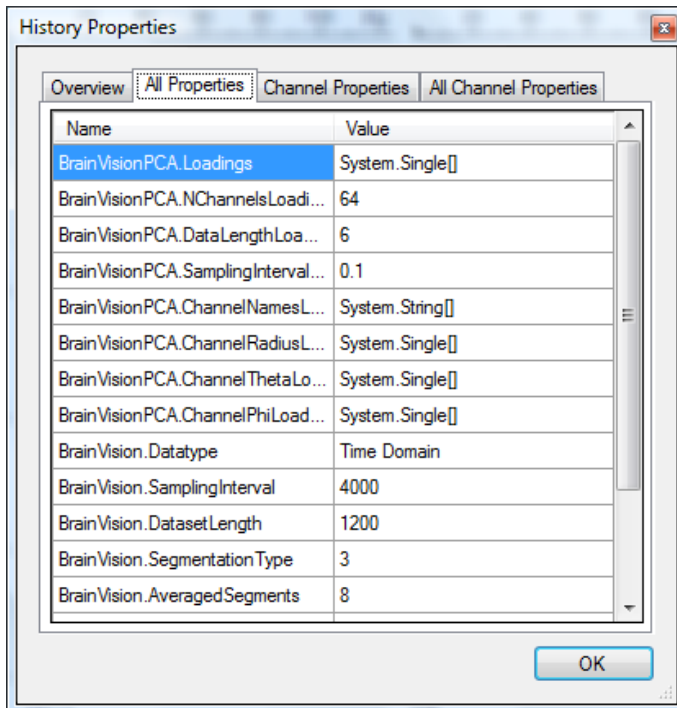 History Properties
Overview All Properties Channel Properties All Channel Properties
Name Value
BrainVisionPCA.Loadings System.Single[]
BrainVisionPCA.NChannelsLoadi... 64
BrainVisionPCA.DataLengthLoa... 6
BrainVisionPCA.SamplingInterval... 0.1
BrainVisionPCA.ChannelNamesL... System.String[]
BrainVisionPCA.ChannelRadiusL... System.Single[]
BrainVisionPCA.ChannelThetaLo... System.Single[]
BrainVisionPCA.ChannelPhiLoad... System.Single[]
BrainVision.Datatype Time Domain
BrainVision.SamplingInterval 4000
BrainVision.DatasetLength 1200
BrainVision.SegmentationType 3
BrainVision.AveragedSegments 8
OK